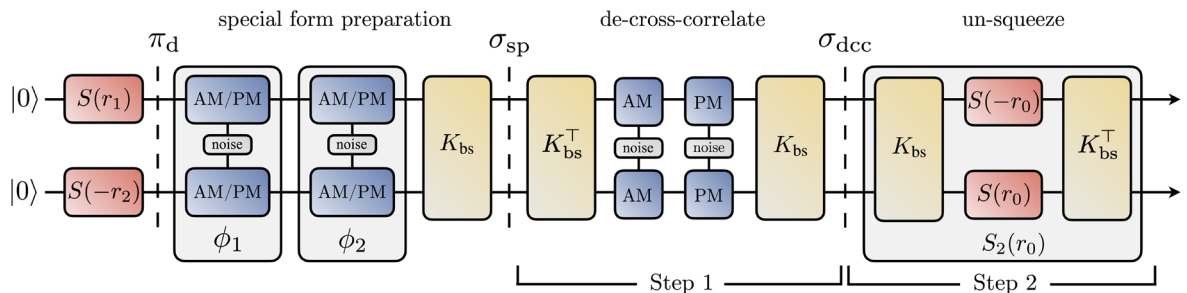 special form preparation
de-cross-correlate
un-squeeze
π_d
σ_sp
σ_dcc
|0⟩
S(r_1)
AM/PM
AM/PM
AM
PM
S(-r_0)
noise
noise
K_bs
K_bs^⊤
noise
noise
K_bs
K_bs
K_bs^⊤
|0⟩
S(-r_2)
AM/PM
AM/PM
AM
PM
S(r_0)
ϕ_1
ϕ_2
S_2(r_0)
Step 1
Step 2